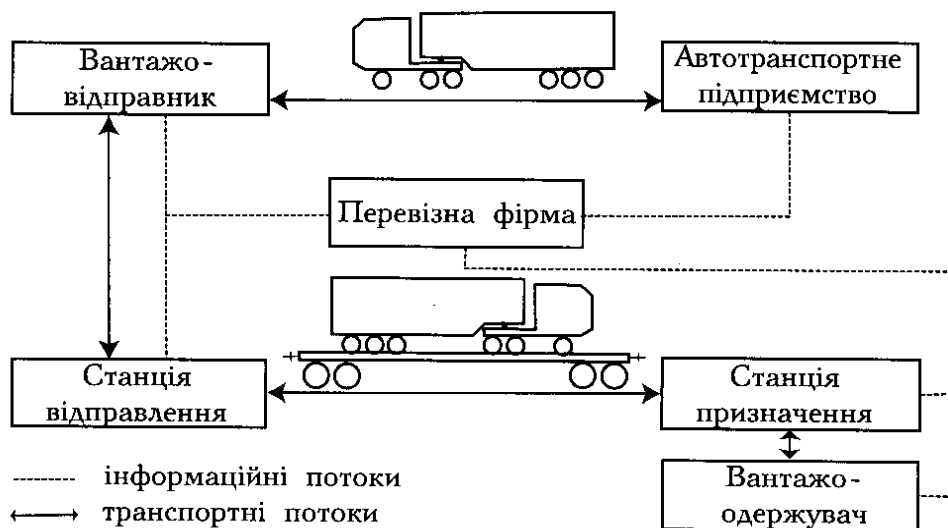 Вантажо-
відправник
Автотранспортне
підприємство
Перевізна фірма
Станція
відправлення
Станція
призначення
Вантажо-
одержувач
інформаційні потоки
транспортні потоки